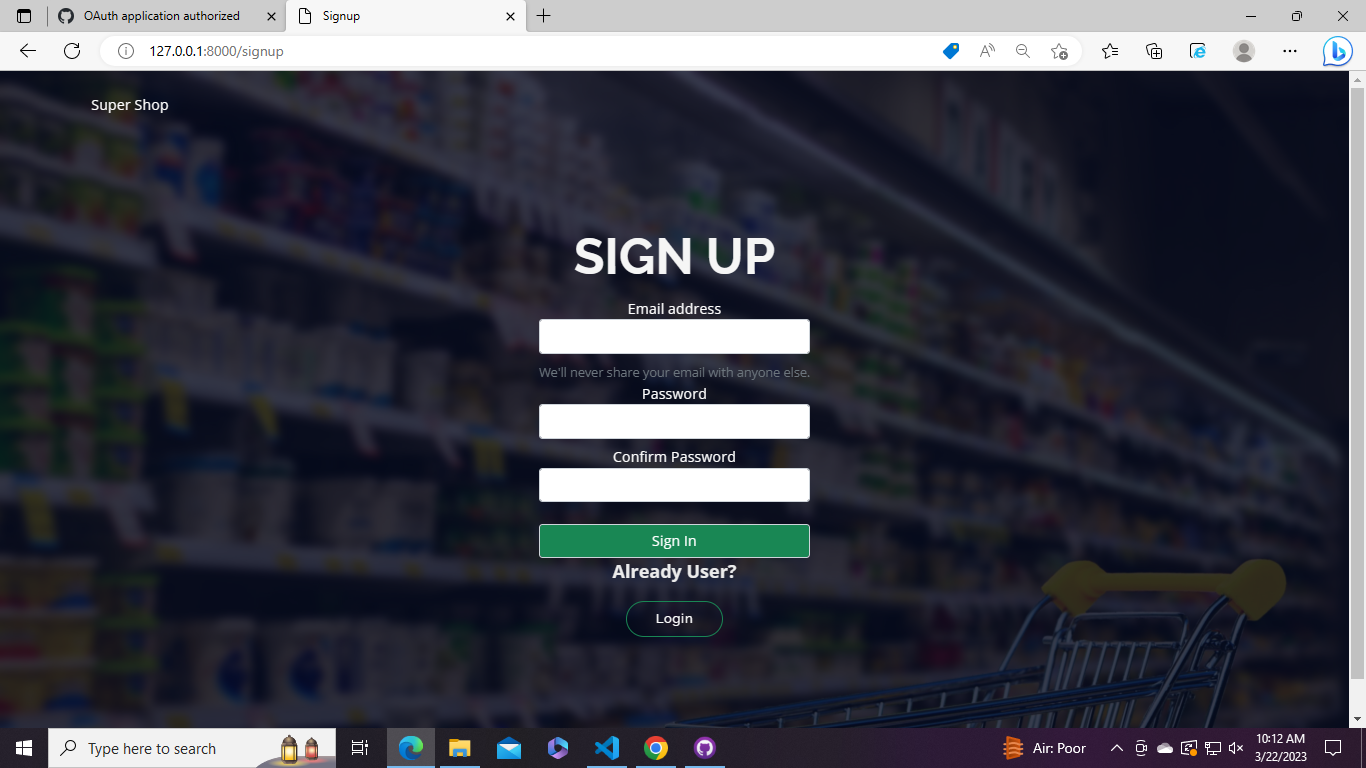 OAuth application authorized
Signup
127.0.0.1:8000/signup
Super Shop
SIGN UP
Email address
We'll never share your email with anyone else.
Password
Confirm Password
Sign In
Already User?
Login
Type here to search
Air: Poor
10:12 AM
3/22/2023